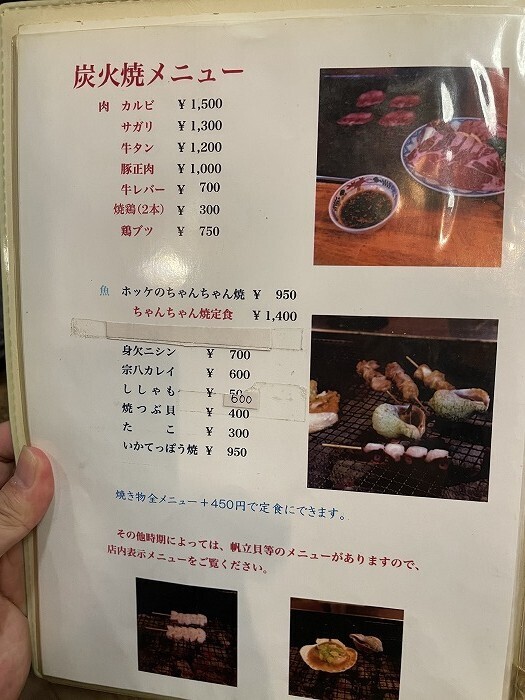 炭火焼メニュー
肉 カルビ ￥1,500
サガリ ￥1,300
牛タン ￥1,200
豚正肉 ￥1,000
牛レバー ￥ 700
焼鶏(2本) ￥ 300
鶏ブツ ￥ 750
魚 ホッケのちゃんちゃん焼 ￥ 950
ちゃんちゃん焼定食 ￥1,400
身欠ニシン ￥ 700
宗八カレイ ￥ 600
ししゃも ￥
600
焼つぶ貝 ￥ 400
たこ ￥ 300
いかてっぽう焼 ￥ 950
焼き物全メニュー＋450円で定食にできます。
その他時期によっては、帆立貝等のメニューがありますので、
店内表示メニューをご覧ください。